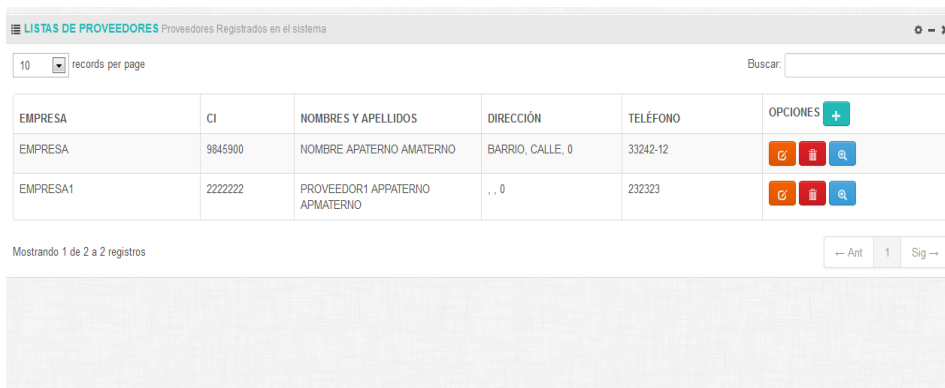 LISTAS DE PROVEEDORES Proveedores Registrados en el sistema
10 records per page Buscar:
EMPRESA CI NOMBRES Y APELLIDOS DIRECCIÓN TELÉFONO OPCIONES +
EMPRESA 9845900 NOMBRE APATERNO AMATERNO BARRIO, CALLE, 0 33242-12
EMPRESA1 2222222 PROVEEDOR1 APPATERNO , , 0 232323
APMATERNO
Mostrando 1 de 2 a 2 registros ← Ant 1 Sig →